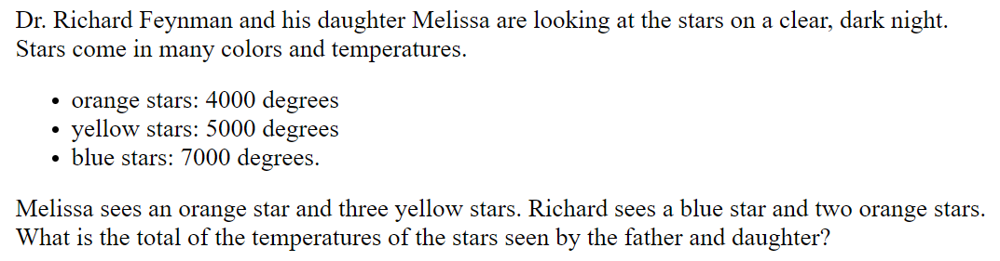 Dr. Richard Feynman and his daughter Melissa are looking at the stars on a clear, dark night.
Stars come in many colors and temperatures.
• orange stars: 4000 degrees
• yellow stars: 5000 degrees
• blue stars: 7000 degrees.
Melissa sees an orange star and three yellow stars. Richard sees a blue star and two orange stars.
What is the total of the temperatures of the stars seen by the father and daughter?